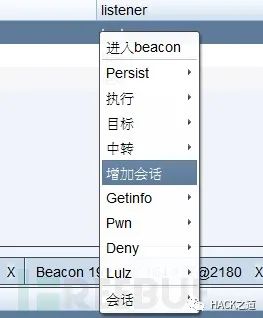 listener
进入beacon
Persist
执行
目标
中转
增加会话
Getinfo
Pwn
Deny
Lulz
会话
X
Beacon 19
@2180
X
HACK之道